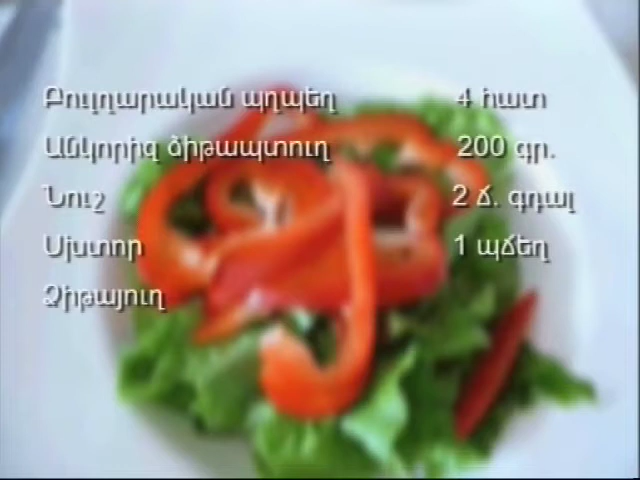 Բուլղարական պղպեղ 4 հատ
Անկորիզ ձիթապտուղ 200 գր.
Նուշ 2 ճ. գդալ
Սխտոր 1 պճեղ
Ձիթայուղ